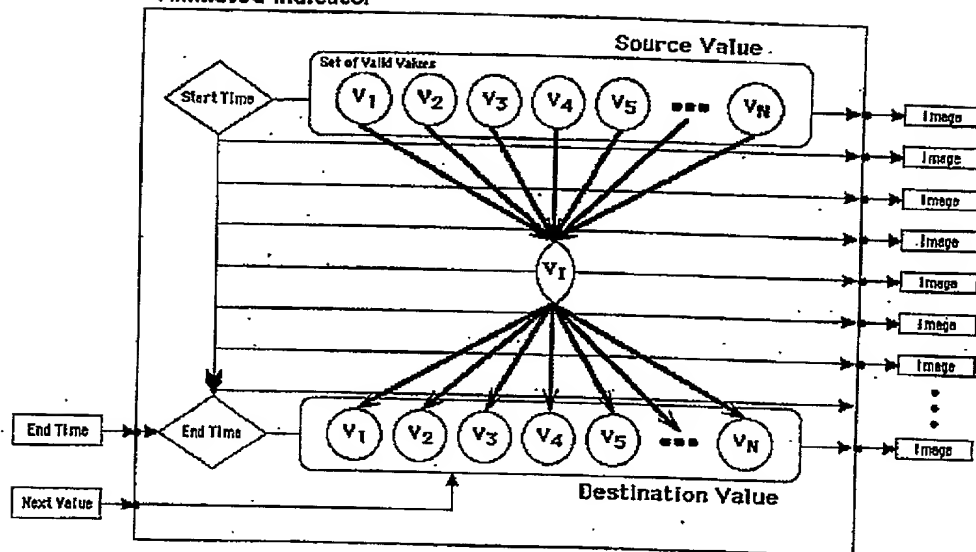 Source Value
Set of Valid Values
Start Time
V1 V2 V3 V4 V5 ▪▪▪ VN
Image
Image
Image
Image
VI
Image
Image
Image
End Time
End Time
V1 V2 V3 V4 V5 ▪▪▪ VN
Image
Next Value
Destination Value